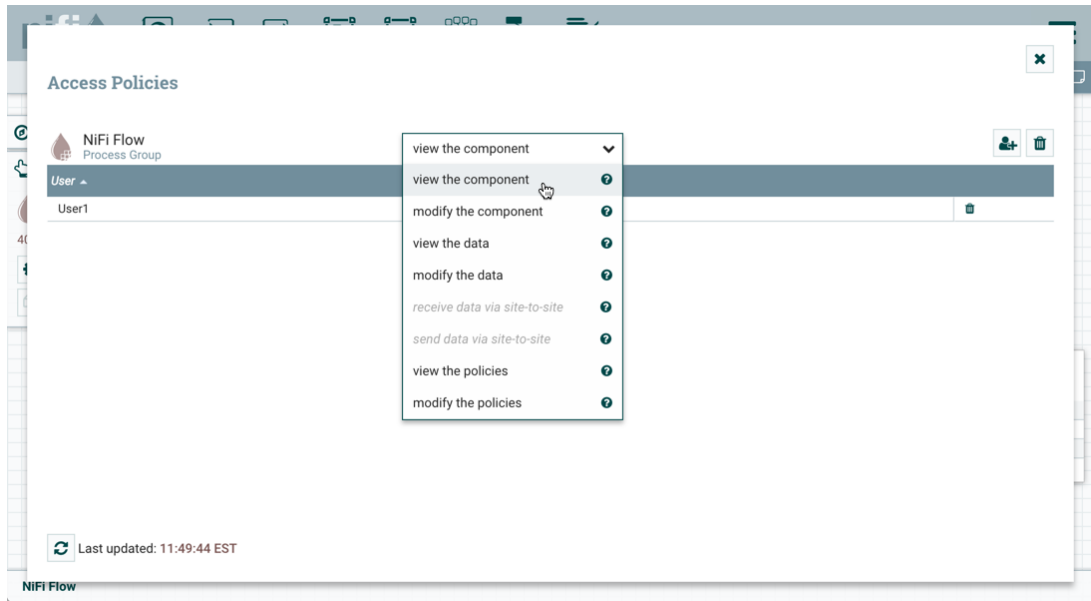 nifi
Access Policies
NiFi Flow
Process Group
view the component
User
view the component
User1
modify the component
view the data
modify the data
receive data via site-to-site
send data via site-to-site
view the policies
modify the policies
Last updated: 11:49:44 EST
NiFi Flow